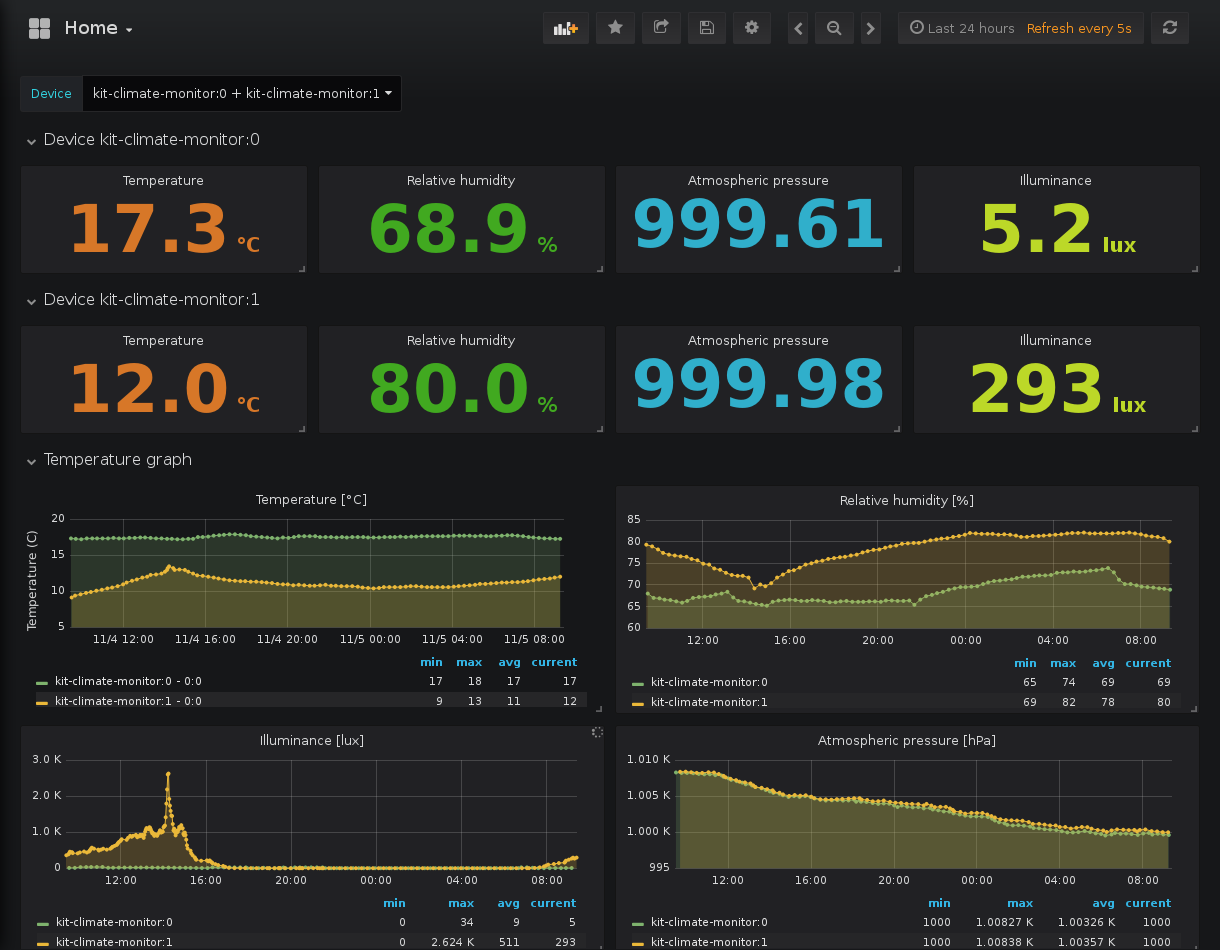 Home
Last 24 hours Refresh every 5s
Device kit-climate-monitor:0 + kit-climate-monitor:1
Device kit-climate-monitor:0
Temperature Relative humidity Atmospheric pressure Illuminance
17.3 °C 68.9 % 999.61 5.2 lux
Device kit-climate-monitor:1
Temperature Relative humidity Atmospheric pressure Illuminance
12.0 °C 80.0 % 999.98 293 lux
Temperature graph
Temperature [°C]
Temperature (C)
20
15
10
5
11/4 12:00 11/4 16:00 11/4 20:00 11/5 00:00 11/5 04:00 11/5 08:00
min max avg current
kit-climate-monitor:0 - 0:0 17 18 17 17
kit-climate-monitor:1 - 0:0 9 13 11 12
Relative humidity [%]
85
80
75
70
65
60
12:00 16:00 20:00 00:00 04:00 08:00
min max avg current
kit-climate-monitor:0 65 74 69 69
kit-climate-monitor:1 69 82 78 80
Illuminance [lux]
3.0 K
2.0 K
1.0 K
0
12:00 16:00 20:00 00:00 04:00 08:00
min max avg current
kit-climate-monitor:0 0 34 9 5
kit-climate-monitor:1 0 2.624 K 511 293
Atmospheric pressure [hPa]
1.010 K
1.005 K
1.000 K
995
12:00 16:00 20:00 00:00 04:00 08:00
min max avg current
kit-climate-monitor:0 1000 1.00827 K 1.00326 K 1000
kit-climate-monitor:1 1000 1.00838 K 1.00357 K 1000